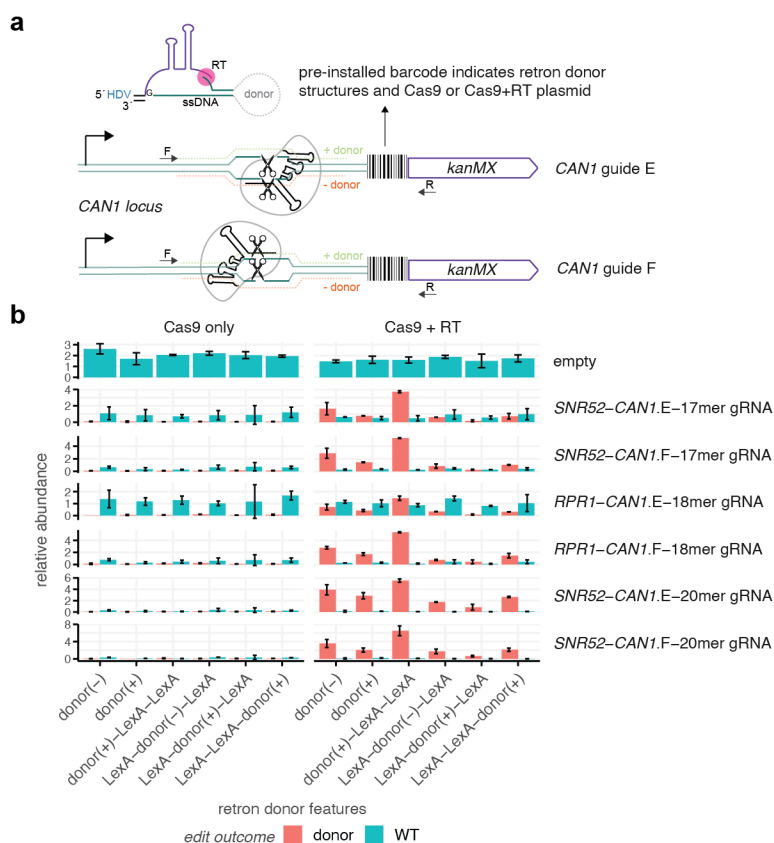 a
RT
5´ HDV
G
3´
ssDNA
donor
pre-installed barcode indicates retron donor
structures and Cas9 or Cas9+RT plasmid
F
+ donor
- donor
kanMX
R
CAN1 guide E
CAN1 locus
F
+ donor
- donor
kanMX
R
CAN1 guide F
b
Cas9 only
Cas9 + RT
relative abundance
3
2
1
0
empty
4
2
0
SNR52–CAN1.E–17mer gRNA
4
2
0
SNR52–CAN1.F–17mer gRNA
2
1
0
RPR1–CAN1.E–18mer gRNA
4
2
0
RPR1–CAN1.F–18mer gRNA
6
4
2
0
SNR52–CAN1.E–20mer gRNA
8
4
0
SNR52–CAN1.F–20mer gRNA
donor(−)
donor(+)
donor(+)–LexA–LexA
LexA–donor(−)–LexA
LexA–donor(+)–LexA
LexA–LexA–donor(+)
donor(−)
donor(+)
donor(+)–LexA–LexA
LexA–donor(−)–LexA
LexA–donor(+)–LexA
LexA–LexA–donor(+)
retron donor features
edit outcome donor WT